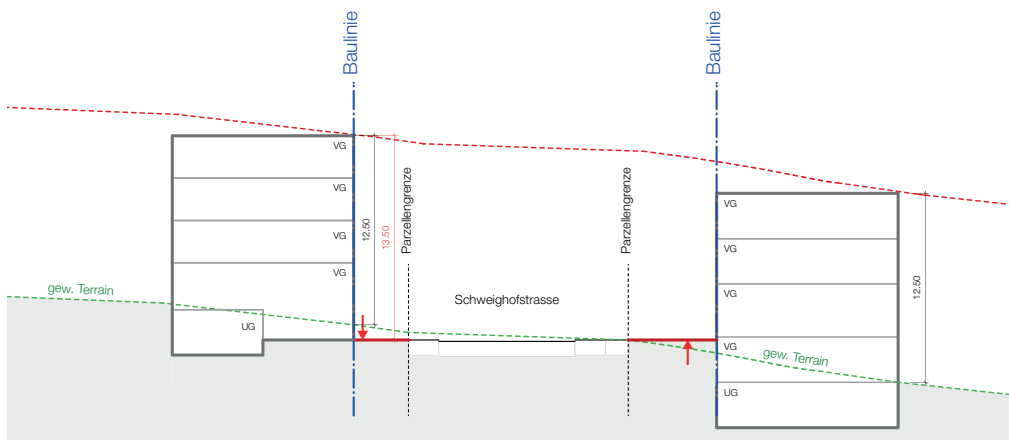 Baulinie
Baulinie
VG
VG
VG
VG
UG
12.50
13.50
Parzellengrenze
Schweighofstrasse
Parzellengrenze
VG
VG
VG
VG
UG
12.50
gew. Terrain
gew. Terrain